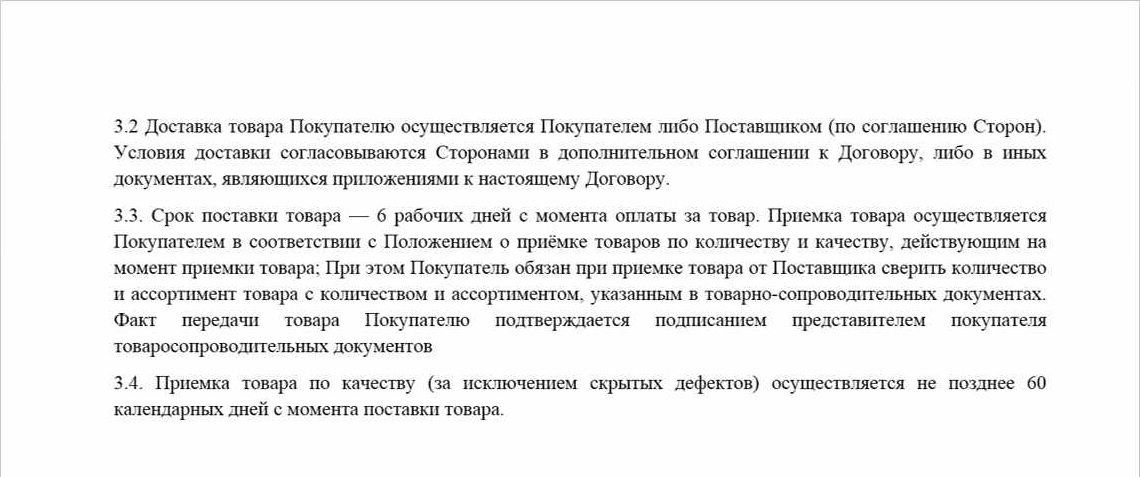 3.2 Доставка товара Покупателю осуществляется Покупателем либо Поставщиком (по соглашению Сторон).
Условия доставки согласовываются Сторонами в дополнительном соглашении к Договору, либо в иных
документах, являющихся приложениями к настоящему Договору.
3.3. Срок поставки товара — 6 рабочих дней с момента оплаты за товар. Приемка товара осуществляется
Покупателем в соответствии с Положением о приёмке товаров по количеству и качеству, действующим на
момент приемки товара; При этом Покупатель обязан при приемке товара от Поставщика сверить количество
и ассортимент товара с количеством и ассортиментом, указанным в товарно-сопроводительных документах.
Факт передачи товара Покупателю подтверждается подписанием представителем покупателя
товаросопроводительных документов
3.4. Приемка товара по качеству (за исключением скрытых дефектов) осуществляется не позднее 60
календарных дней с момента поставки товара.